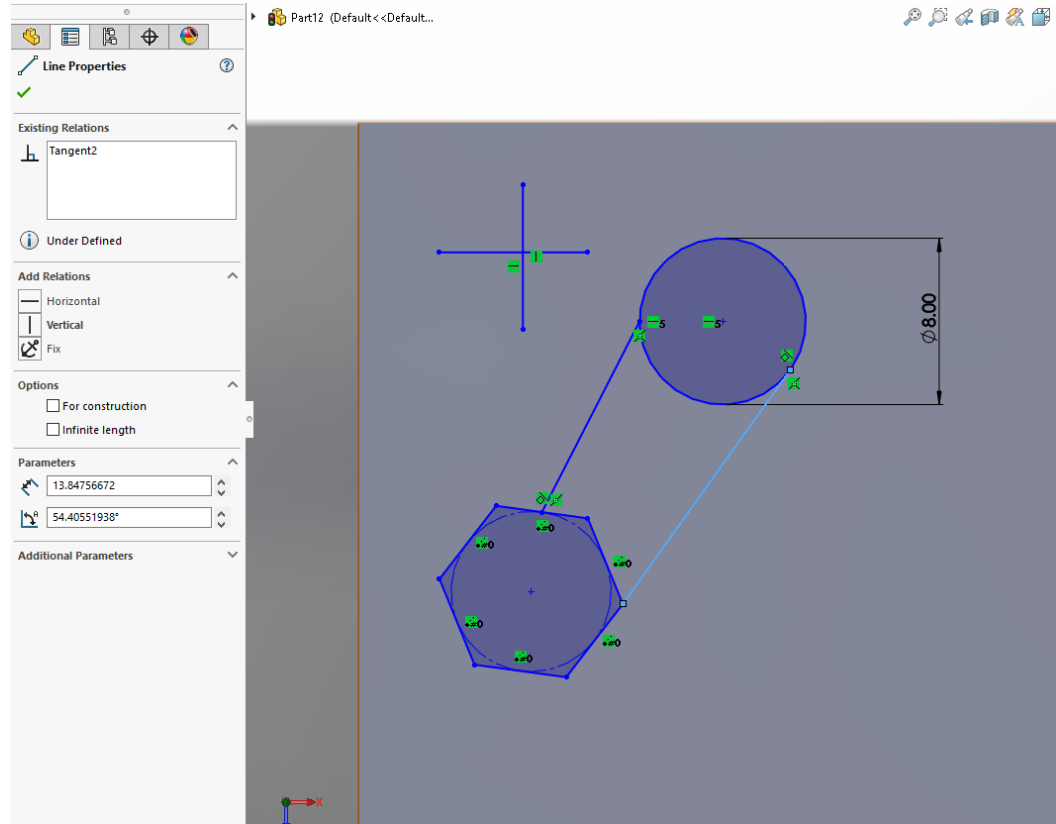 Part12 (Default<<Default...
Line Properties
Existing Relations
Tangent2
Under Defined
Add Relations
Horizontal
Vertical
Fix
Options
For construction
Infinite length
Parameters
13.84756672
54.40551938°
Additional Parameters
5
5
⌀8.00
0
0
0
0
0
0
X